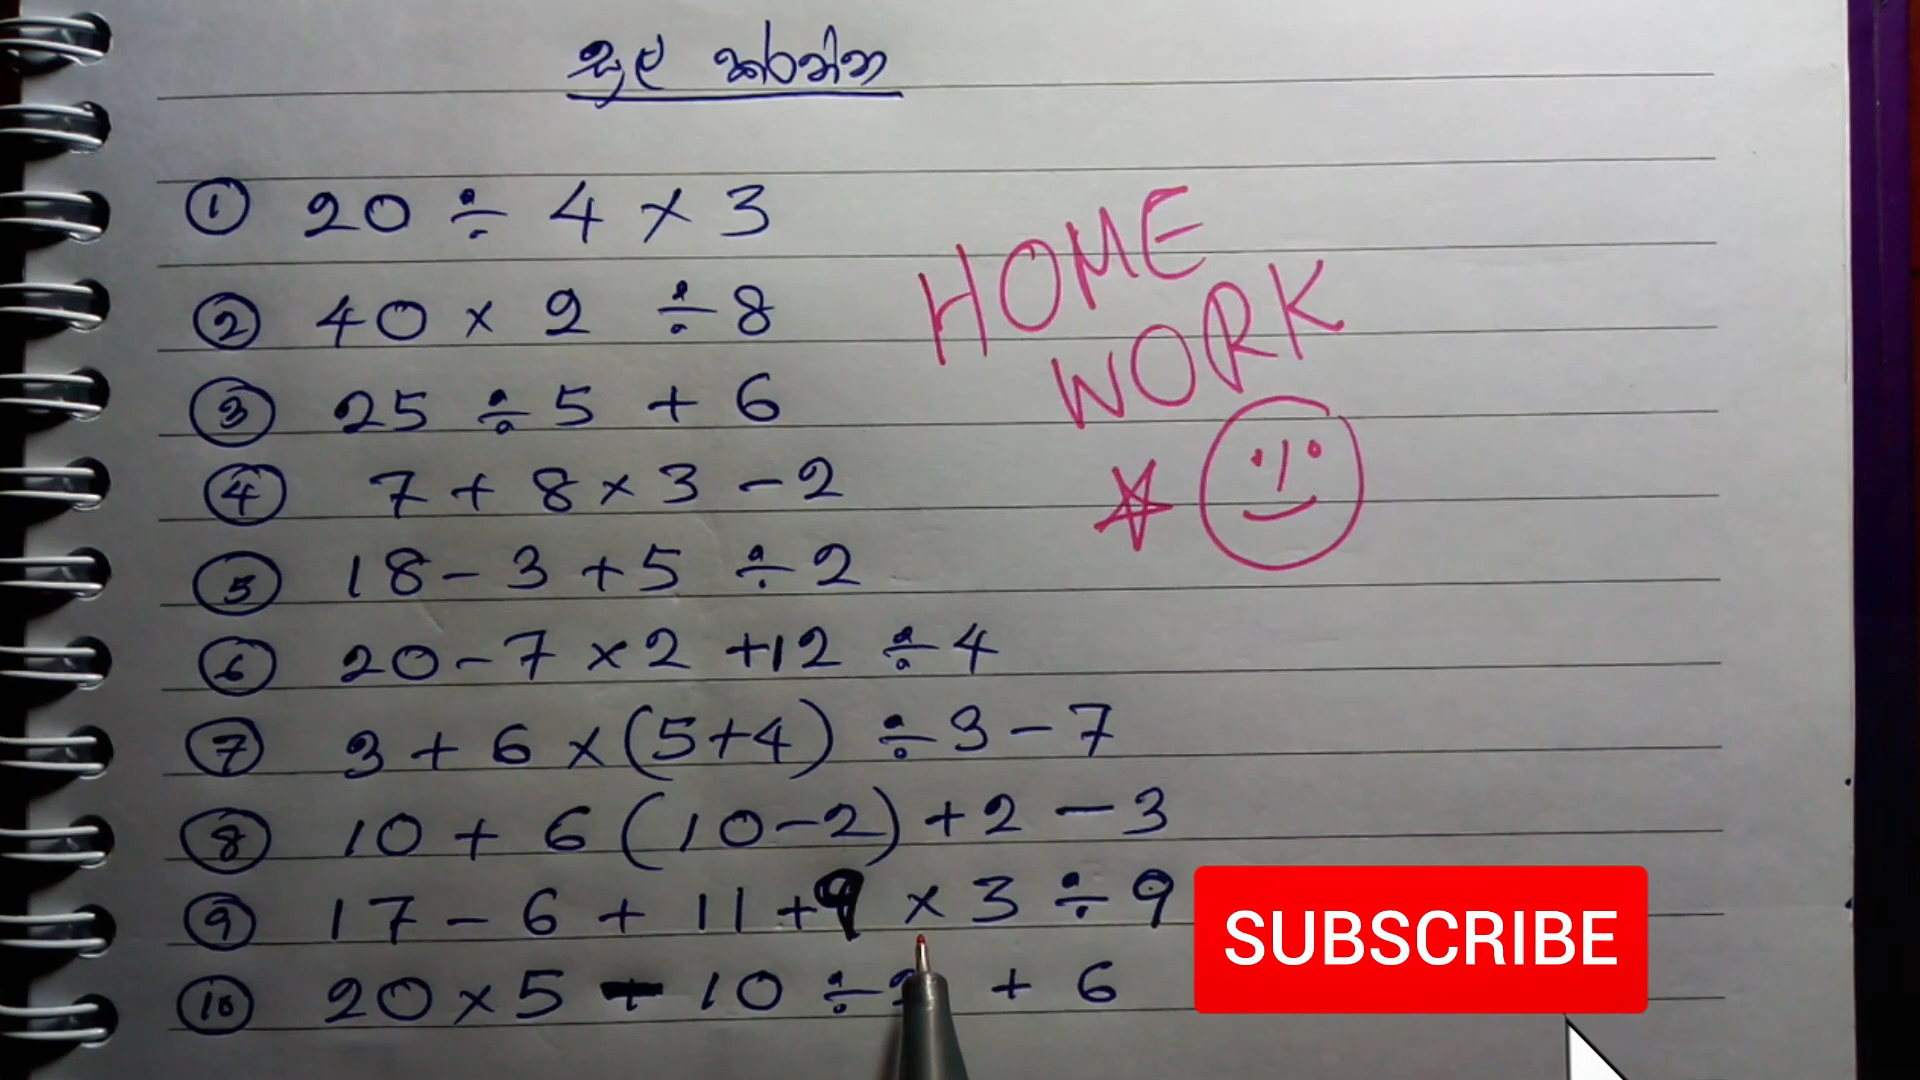 සුළු කරන්න
① 20 ÷ 4 × 3
② 40 × 2 ÷ 8
③ 25 ÷ 5 + 6
④ 7 + 8 × 3 - 2
⑤ 18 - 3 + 5 ÷ 2
⑥ 20 - 7 × 2 + 12 ÷ 4
⑦ 3 + 6 × (5+4) ÷ 3 - 7
⑧ 10 + 6 (10-2) + 2 - 3
⑨ 17 - 6 + 11 + 9 × 3 ÷ 9
⑩ 20 × 5 - 10 ÷ + 6
HOME
WORK
SUBSCRIBE